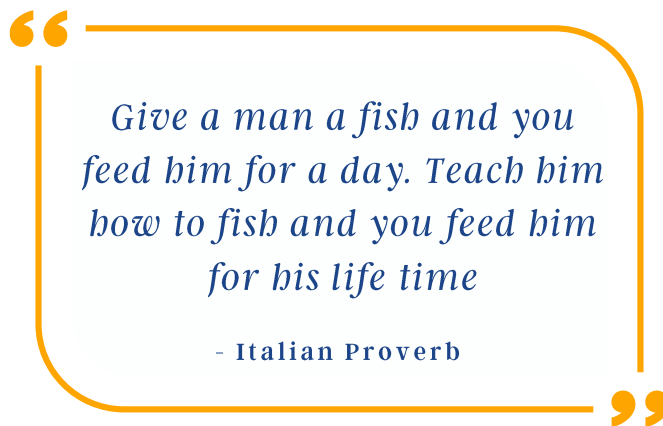 Give a man a fish and you
feed him for a day. Teach him
how to fish and you feed him
for his life time
- Italian Proverb